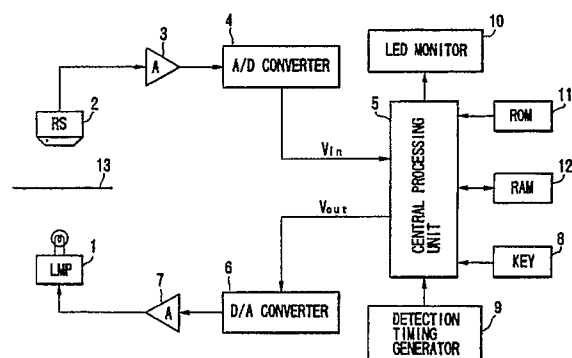 10
LED MONITOR
3
A
4
A/D CONVERTER
5
CENTRAL PROCESSING
UNIT
ROM
11
RS
2
Vin
RAM
12
13
Vout
KEY
8
LMP
1
7
A
6
D/A CONVERTER
DETECTION
TIMING
GENERATOR
9